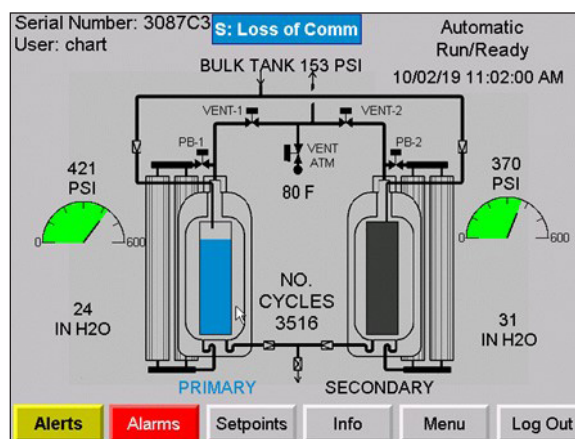 Serial Number: 3087C3
User: chart
S: Loss of Comm
Automatic
Run/Ready
10/02/19 11:02:00 AM
BULK TANK 153 PSI
VENT-1
VENT-2
PB-1
VENT
ATM
PB-2
421
PSI
80 F
370
PSI
0
600
0
600
24
IN H2O
NO.
CYCLES
3516
31
IN H2O
PRIMARY
SECONDARY
Alerts
Alarms
Setpoints
Info
Menu
Log Out